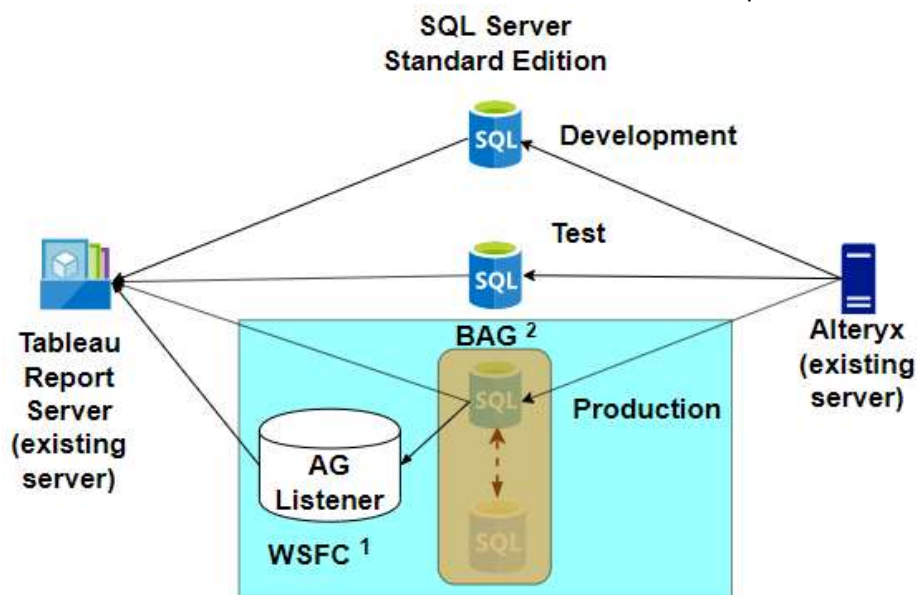 SQL Server
Standard Edition
SQL
Development
Test
SQL
Tableau
Report
Server
(existing
server)
Alteryx
(existing
server)
BAG 2
SQL
Production
AG
Listener
SQL
WSFC 1